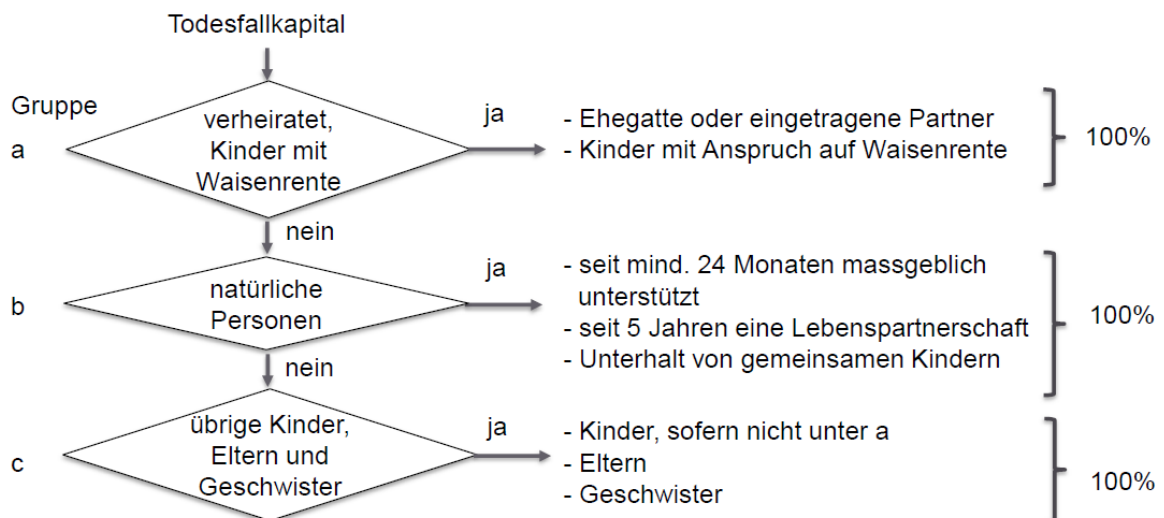 Todesfallkapital
Gruppe
a
verheiratet,
Kinder mit
Waisenrente
ja
- Ehegatte oder eingetragene Partner
- Kinder mit Anspruch auf Waisenrente
100%
nein
b
natürliche
Personen
ja
- seit mind. 24 Monaten massgeblich
unterstützt
- seit 5 Jahren eine Lebenspartnerschaft
- Unterhalt von gemeinsamen Kindern
100%
nein
c
übrige Kinder,
Eltern und
Geschwister
ja
- Kinder, sofern nicht unter a
- Eltern
- Geschwister
100%